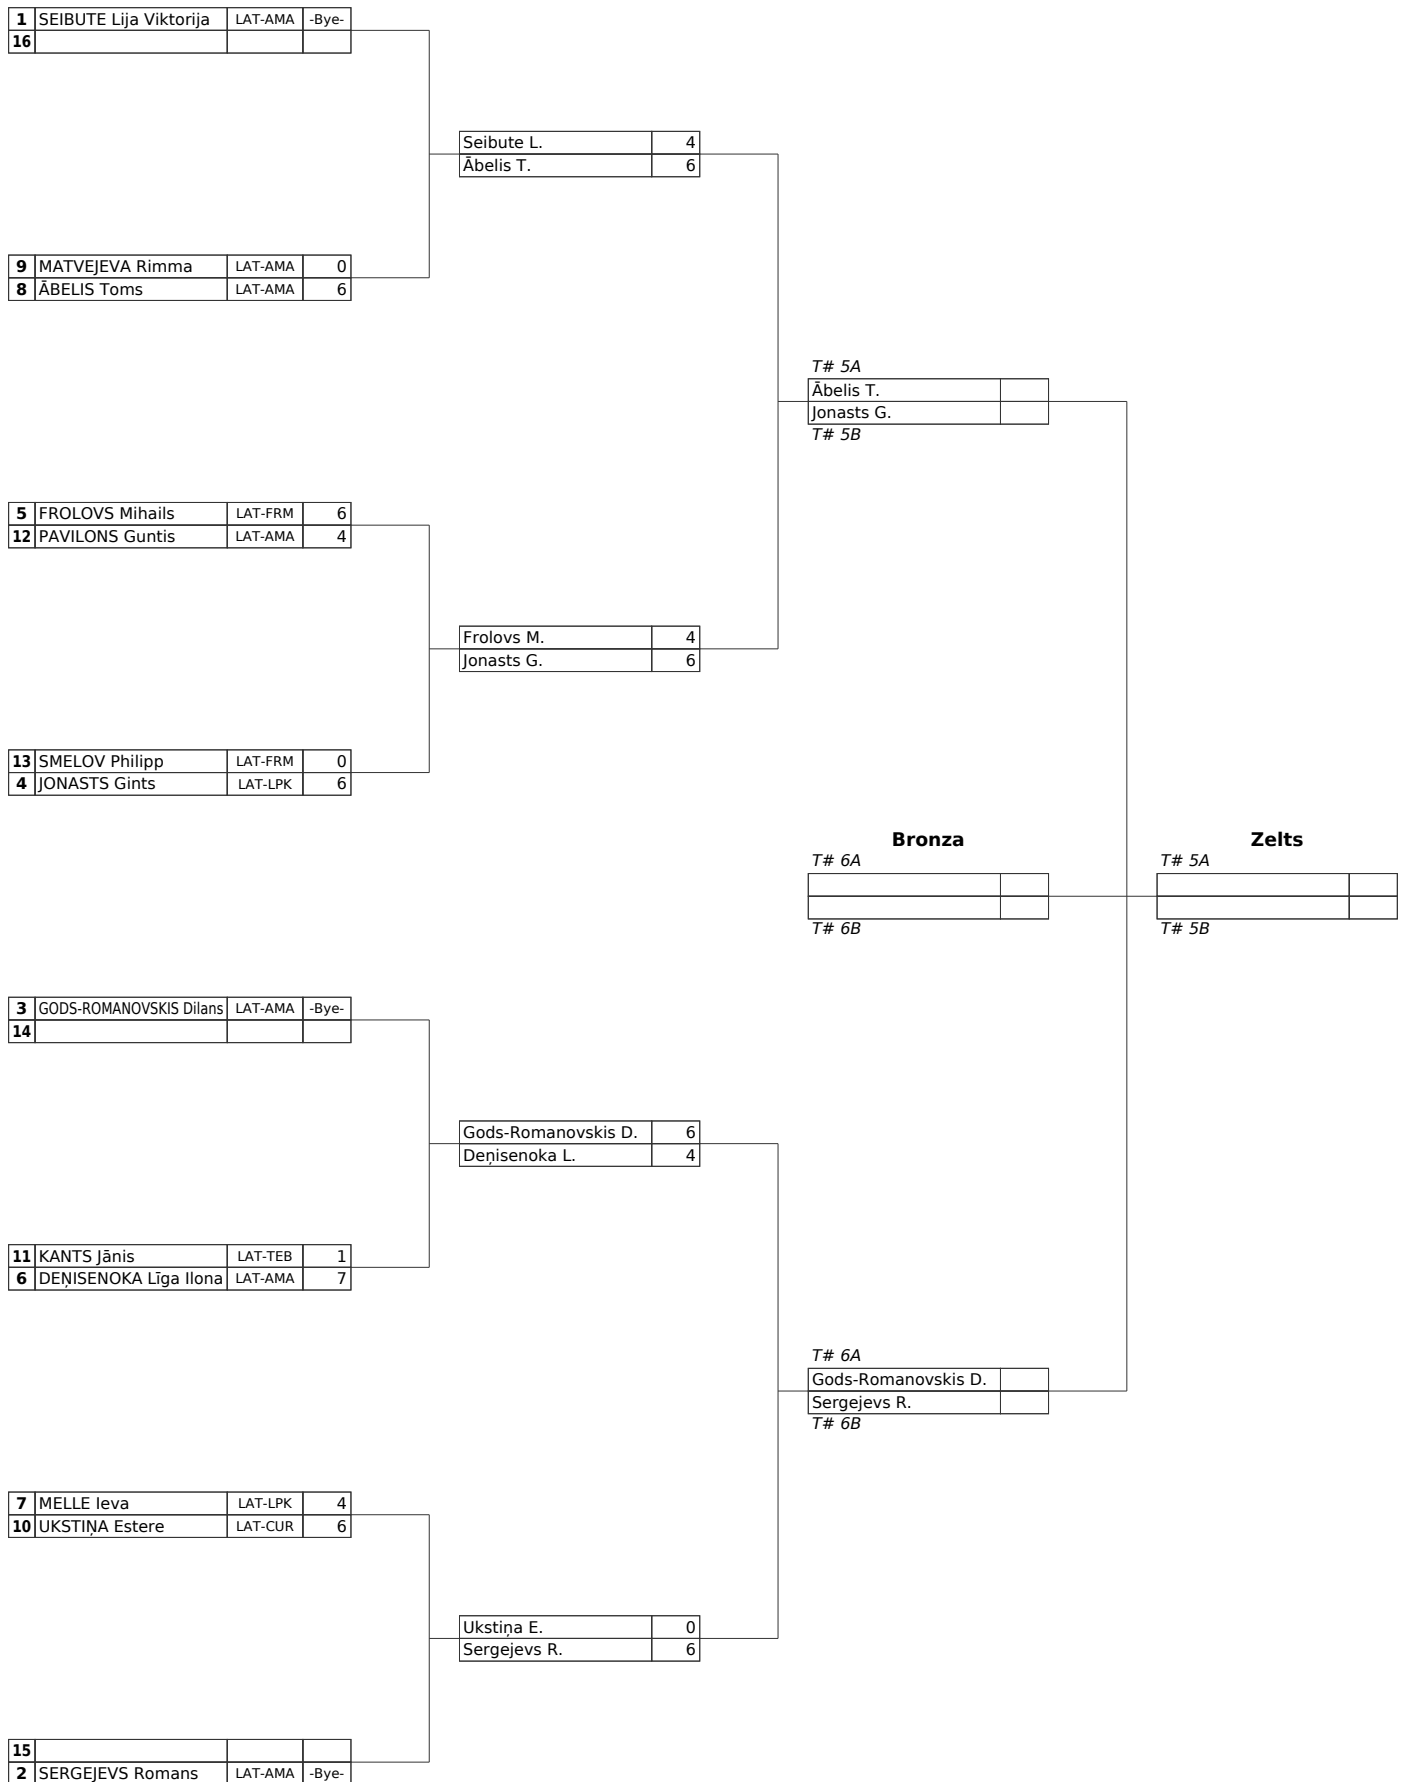 1 SEIBUTE Lija Viktorija LAT-AMA -Bye-
16
Seibute L. 4
Ābelis T. 6
9 MATVEJEVA Rimma LAT-AMA 0
8 ĀBELIS Toms LAT-AMA 6
T# 5A
Ābelis T.
Jonasts G.
T# 5B
5 FROLOVS Mihails LAT-FRM 6
12 PAVILONS Guntis LAT-AMA 4
Frolovs M. 4
Jonasts G. 6
13 SMELOV Philipp LAT-FRM 0
4 JONASTS Gints LAT-LPK 6
Bronza Zelts
T# 6A T# 5A
T# 6B T# 5B
3 GODS-ROMANOVSKIS Dilans LAT-AMA -Bye-
14
Gods-Romanovskis D. 6
Deņisenoka L. 4
11 KANTS Jānis LAT-TEB 1
6 DEŅISENOKA Līga Ilona LAT-AMA 7
T# 6A
Gods-Romanovskis D.
Sergejevs R.
T# 6B
7 MELLE Ieva LAT-LPK 4
10 UKSTIŅA Estere LAT-CUR 6
Ukstiņa E. 0
Sergejevs R. 6
15
2 SERGEJEVS Romans LAT-AMA -Bye-